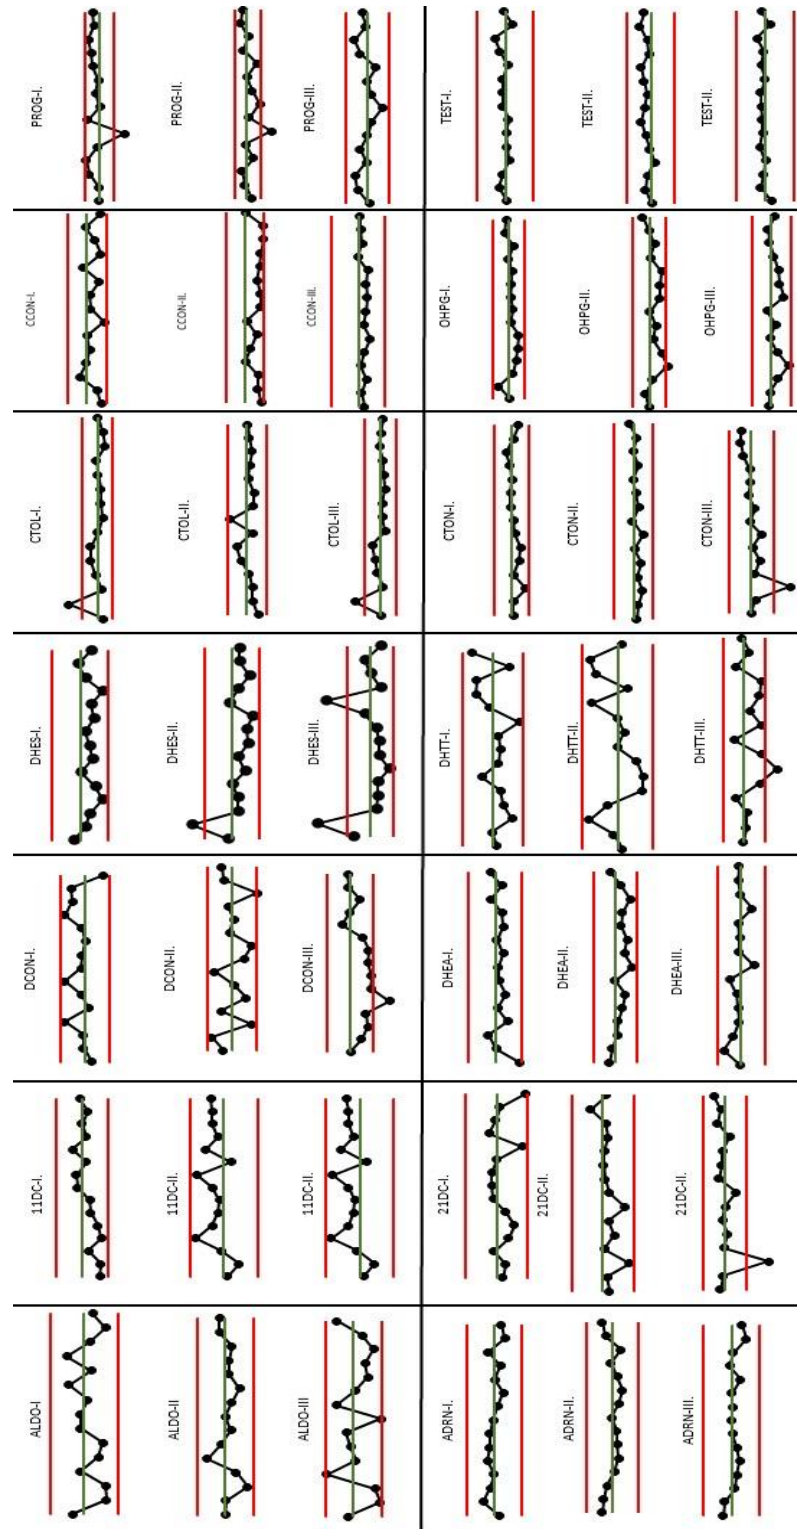 ALDO-I
11DC-I.
DCON-I.
DHES-I.
CTOL-I.
CCON-I.
PROG-I.
ALDO-II
11DC-II.
DCON-II.
DHES-II.
CTOL-II.
CCON-II.
PROG-II.
ALDO-III
11DC-II.
DCON-III.
DHES-III.
CTOL-III.
CCON-III.
PROG-III.
ADRN-I.
21DC-I.
DHEA-I.
DHTT-I.
CTON-I.
OHPG-I.
TEST-I.
ADRN-II.
21DC-II.
DHEA-II.
DHTT-II.
CTON-II.
OHPG-II.
TEST-II.
ADRN-III.
21DC-II.
DHEA-III.
DHTT-III.
CTON-III.
OHPG-III.
TEST-II.